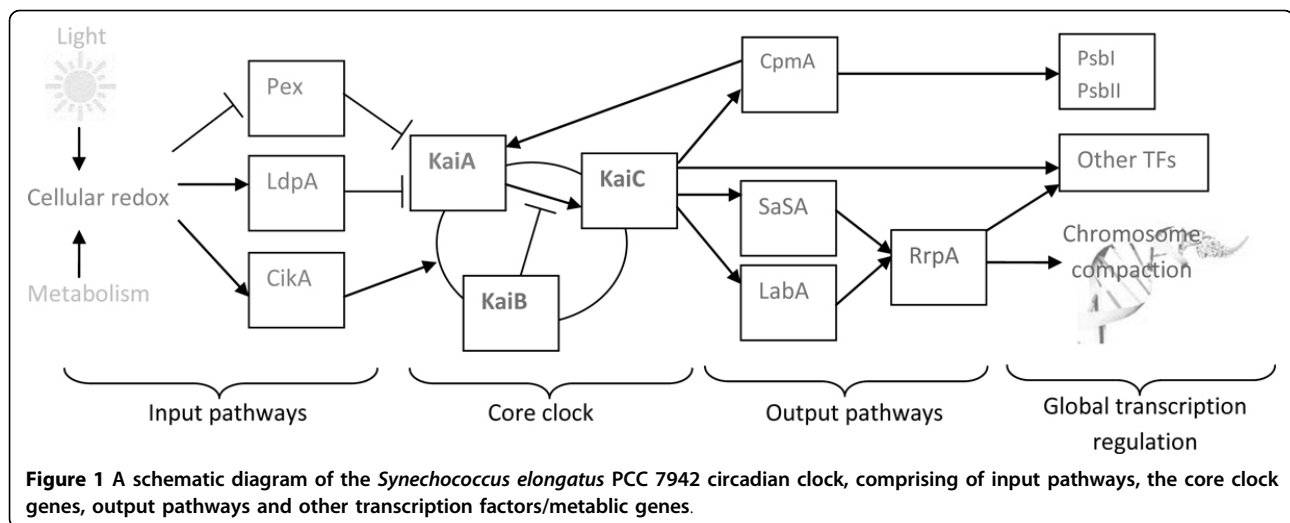 Light
Pex
CpmA
PsbI
PsbII
KaiA
KaiC
Other TFs
LdpA
Cellular redox
SaSA
RrpA
Chromosome
compaction
CikA
KaiB
LabA
Metabolism
Input pathways
Core clock
Output pathways
Global transcription
regulation
Figure 1 A schematic diagram of the Synechococcus elongatus PCC 7942 circadian clock, comprising of input pathways, the core clock
genes, output pathways and other transcription factors/metablic genes.